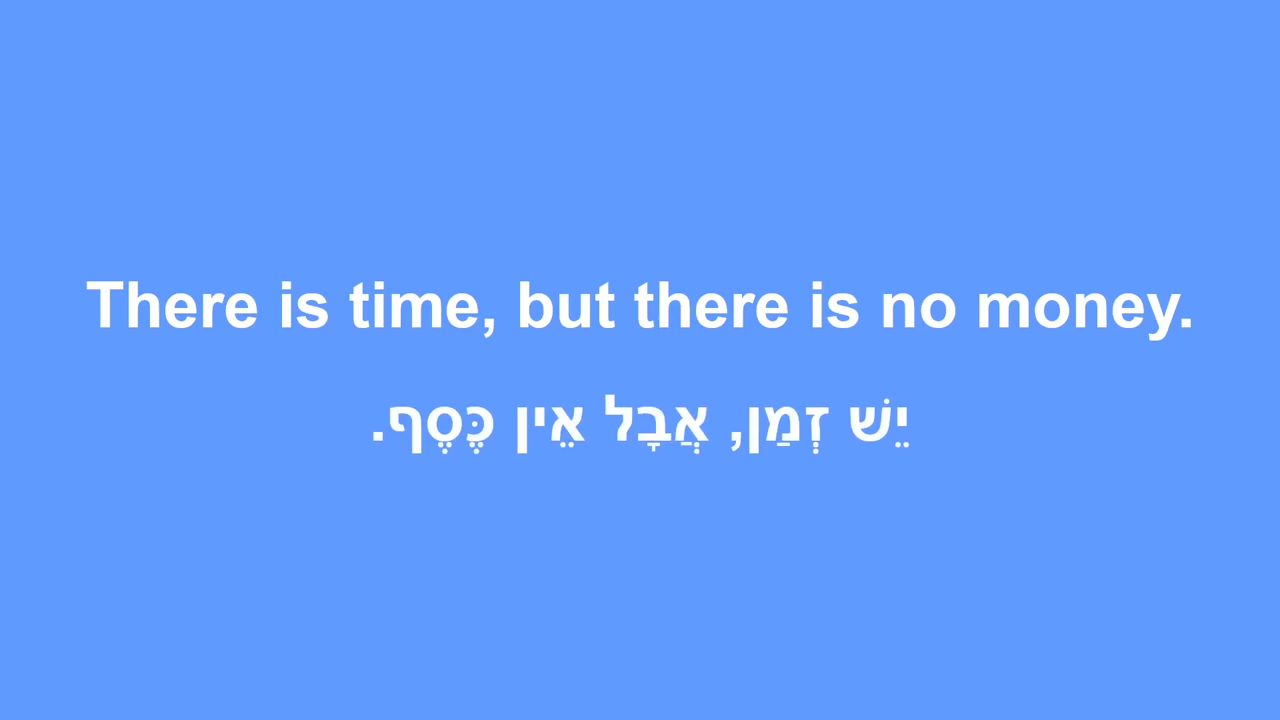 There is time, but there is no money.
יֵשׁ זְמַן, אֲבָל אֵין כֶּסֶף.